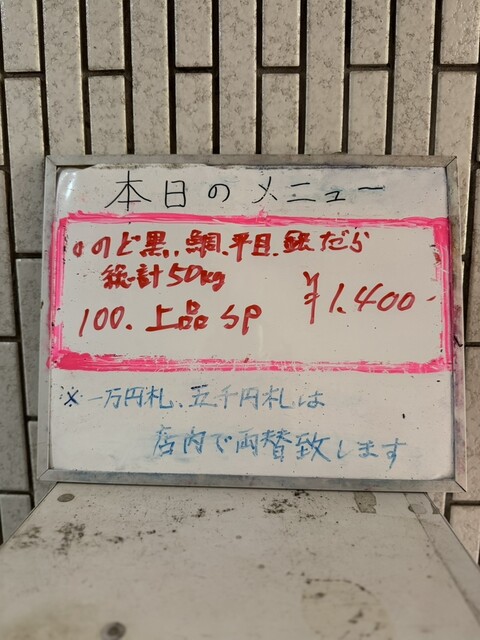 本日のメニュー
のど黒、鯛、平目、銀だら
総計50kg
100.上品SP ¥1.400
※一万円札、五千円札は
店内で両替致します